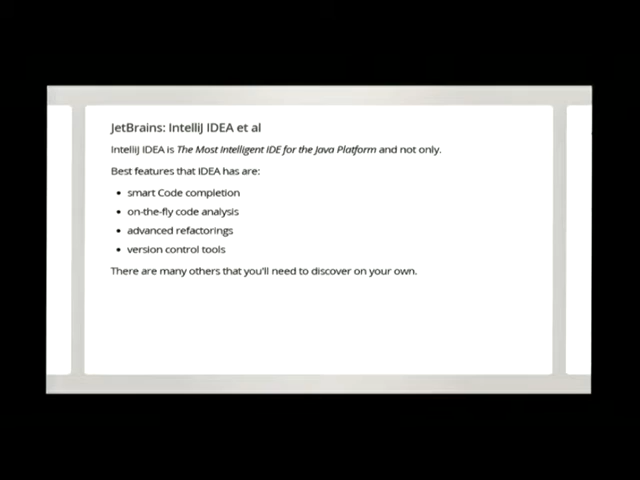 JetBrains: IntelliJ IDEA et al
IntelliJ IDEA is The Most Intelligent IDE for the Java Platform and not only.
Best features that IDEA has are:
• smart Code completion
• on-the-fly code analysis
• advanced refactorings
• version control tools
There are many others that you'll need to discover on your own.